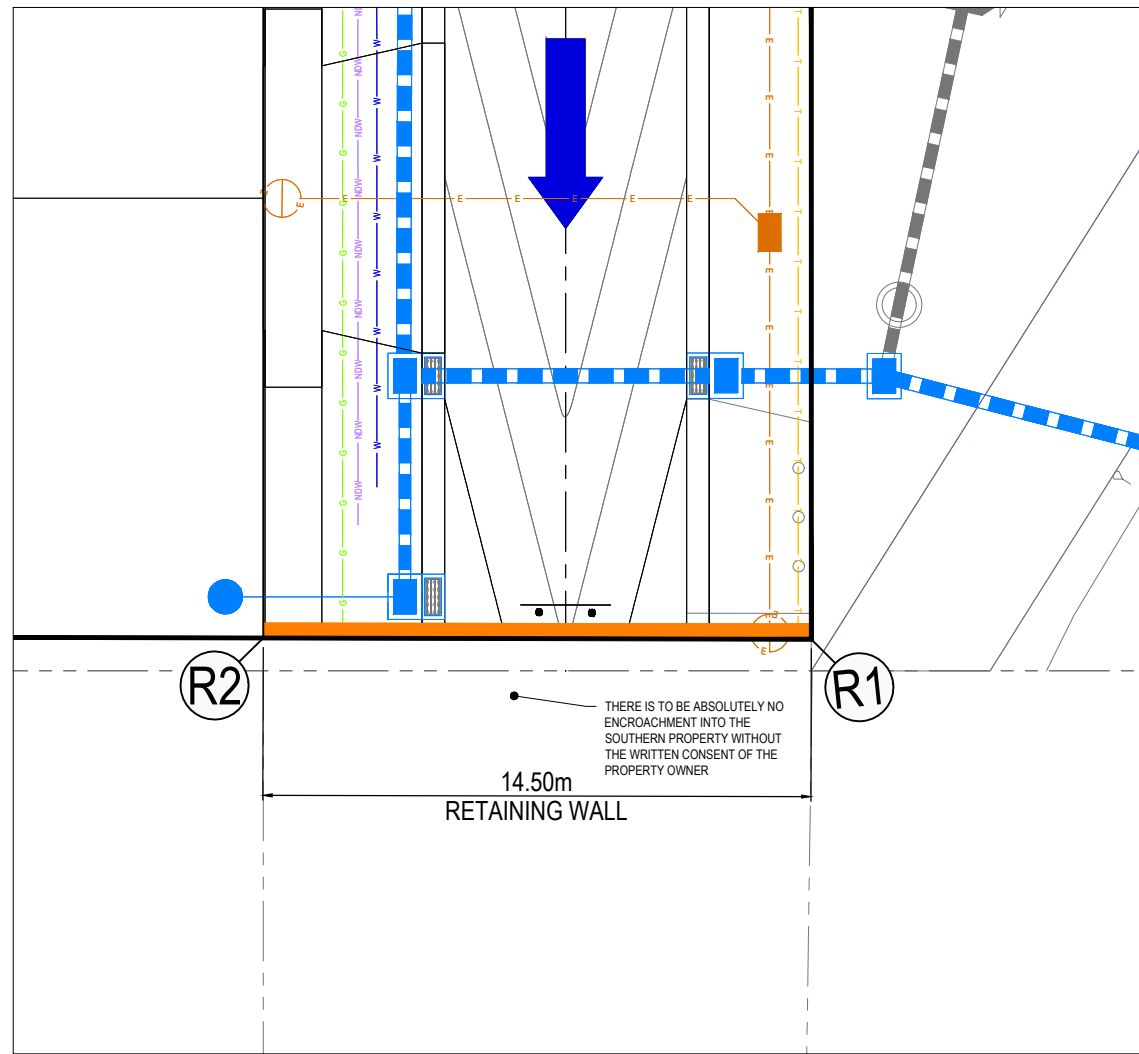 G
NDW
W
E
T
E E E E E E
R2
R1
THERE IS TO BE ABSOLUTELY NO
ENCROACHMENT INTO THE
SOUTHERN PROPERTY WITHOUT
THE WRITTEN CONSENT OF THE
PROPERTY OWNER
14.50m
RETAINING WALL